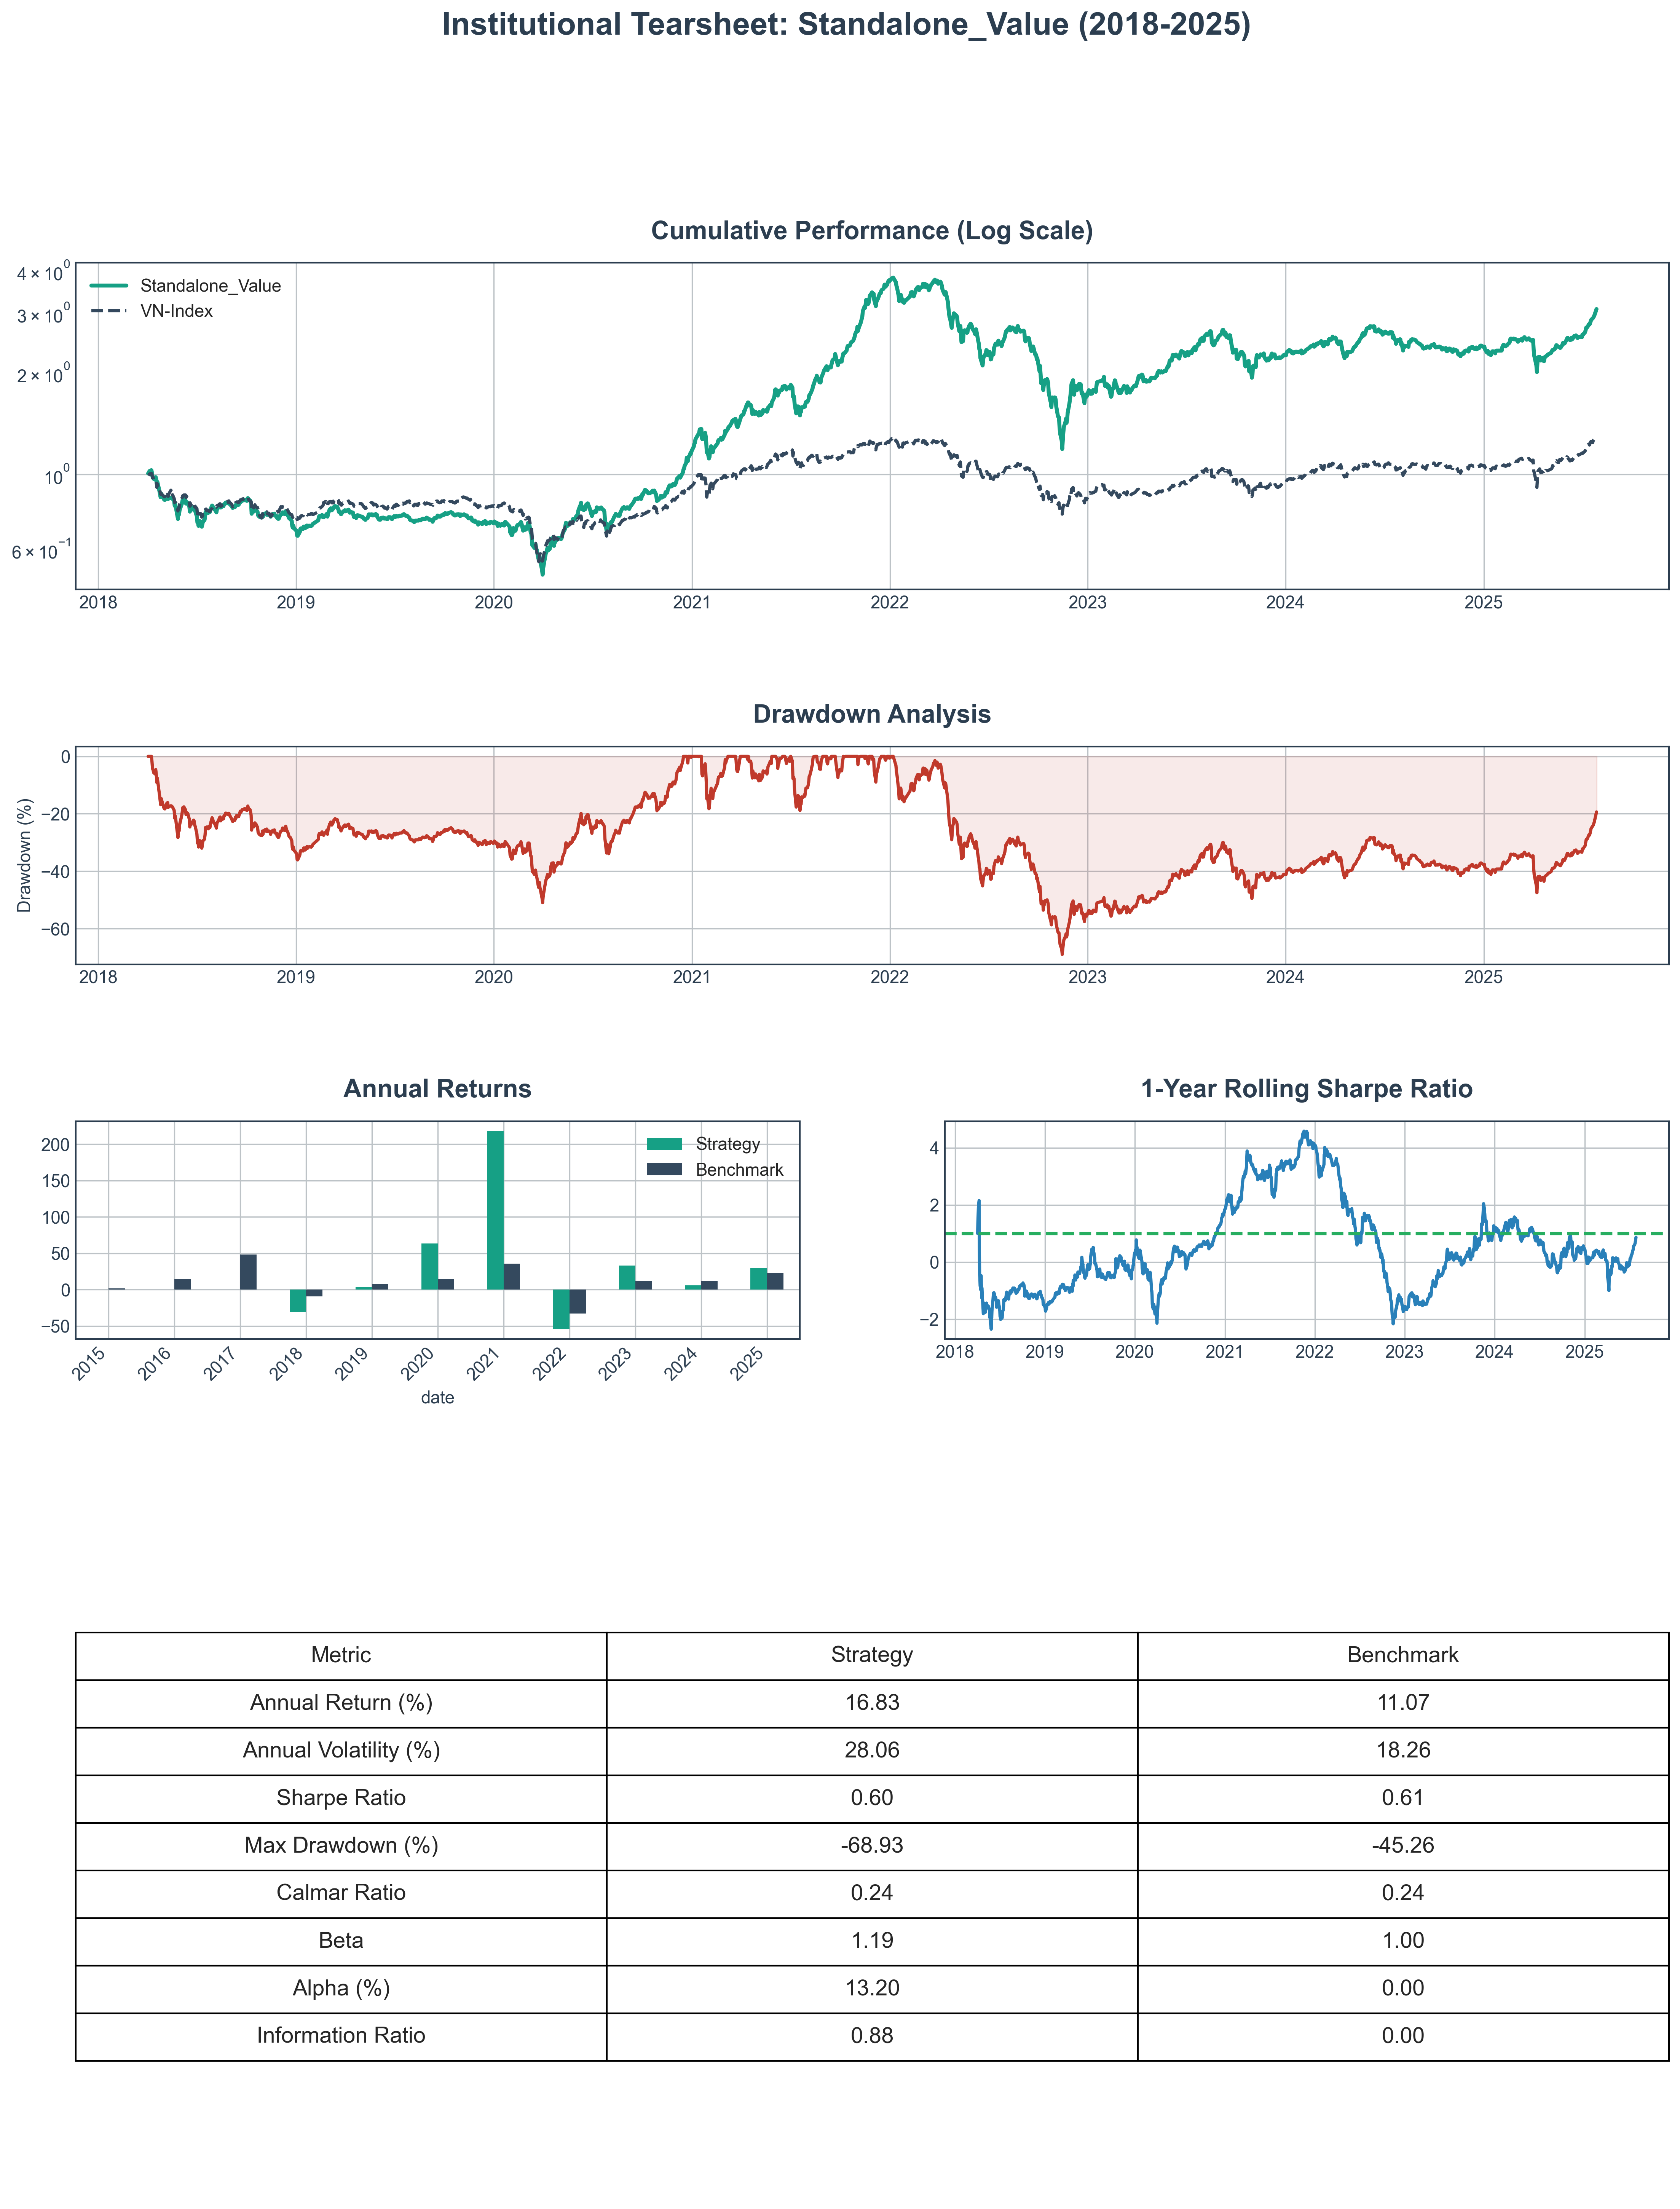 Institutional Tearsheet: Standalone_Value (2018-2025)
Cumulative Performance (Log Scale)
4 × 10⁰
3 × 10⁰
2 × 10⁰
10⁰
6 × 10⁻¹
Standalone_Value
VN-Index
2018 2019 2020 2021 2022 2023 2024 2025
Drawdown Analysis
Drawdown (%)
0
−20
−40
−60
2018 2019 2020 2021 2022 2023 2024 2025
Annual Returns
200
150
100
50
0
−50
Strategy
Benchmark
2015 2016 2017 2018 2019 2020 2021 2022 2023 2024 2025
date
1-Year Rolling Sharpe Ratio
4
2
0
−2
2018 2019 2020 2021 2022 2023 2024 2025
Metric Strategy Benchmark
Annual Return (%) 16.83 11.07
Annual Volatility (%) 28.06 18.26
Sharpe Ratio 0.60 0.61
Max Drawdown (%) -68.93 -45.26
Calmar Ratio 0.24 0.24
Beta 1.19 1.00
Alpha (%) 13.20 0.00
Information Ratio 0.88 0.00